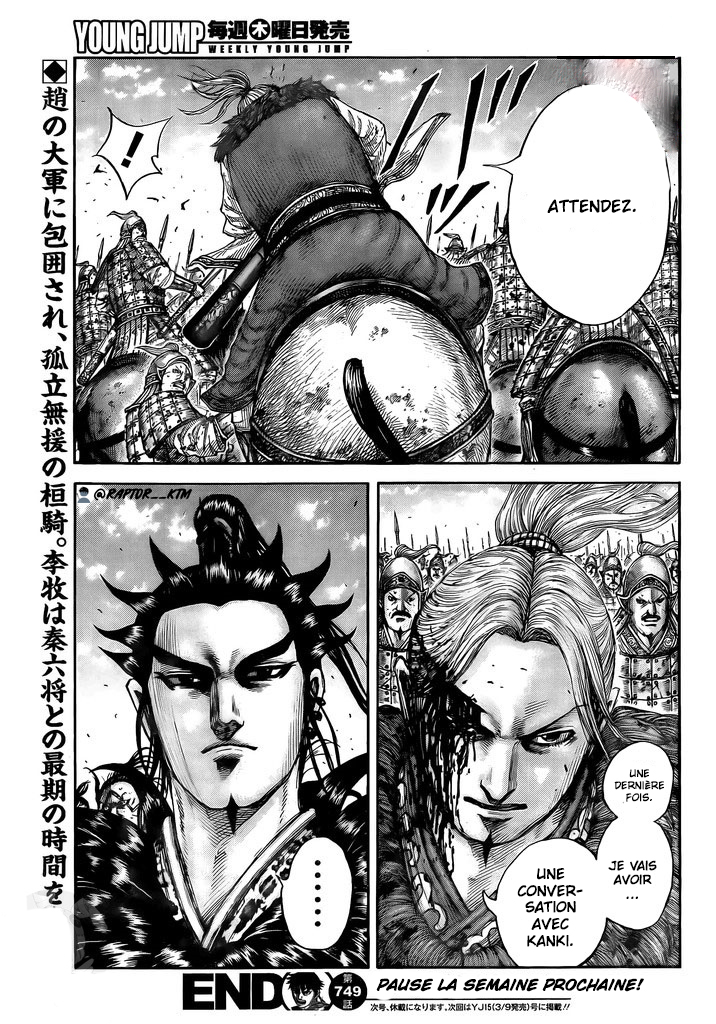 YOUNG JUMP 毎週木曜日発売
WEEKLY YOUNG JUMP
◆趙の大軍に包囲され、孤立無援の桓騎。李牧は秦六将との最期の時間を
!
ATTENDEZ.
@RAPTOR__KTM
UNE
DERNIÈRE
FOIS.
JE VAIS
AVOIR
...
UNE
CONVER-
SATION
AVEC
KANKI.
.....
END
第
749
話
PAUSE LA SEMAINE PROCHAINE!
次号、休載になります。次回はYJ15(3/9発売)号に掲載!!